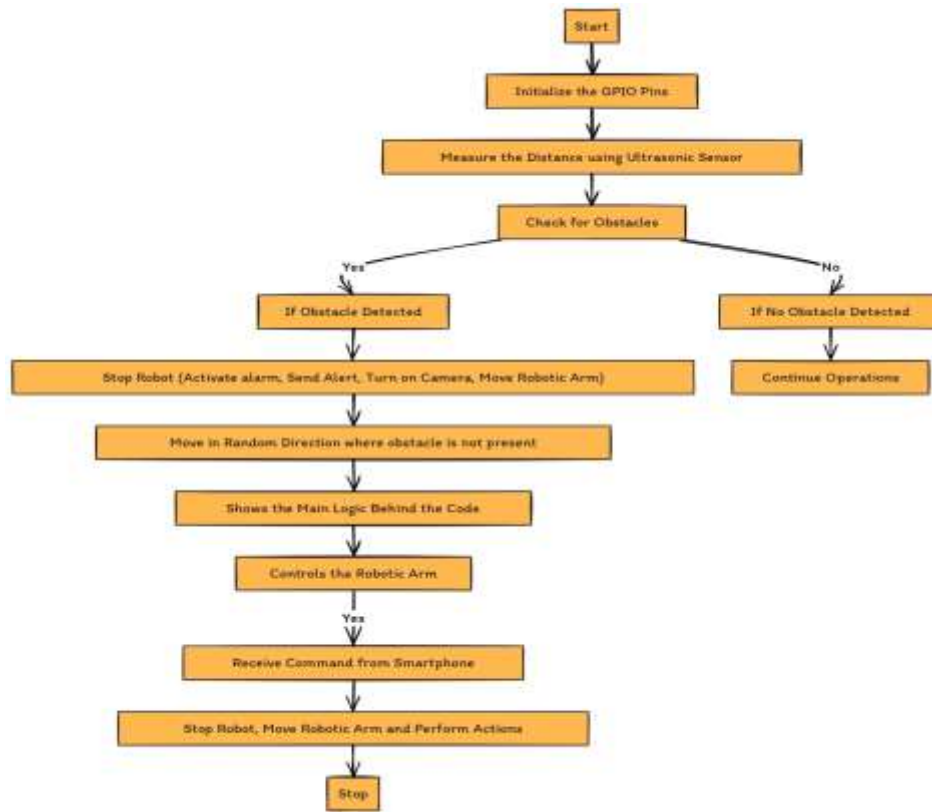 Start
Initialize the GPIO Pins
Measure the Distance using Ultrasonic Sensor
Check for Obstacles
Yes
No
If Obstacle Detected
If No Obstacle Detected
Stop Robot (Activate alarm, Send Alert, Turn on Camera, Move Robotic Arm)
Continue Operations
Move in Random Direction where obstacle is not present
Shows the Main Logic Behind the Code
Controls the Robotic Arm
Yes
Receive Command from Smartphone
Stop Robot, Move Robotic Arm and Perform Actions
Stop